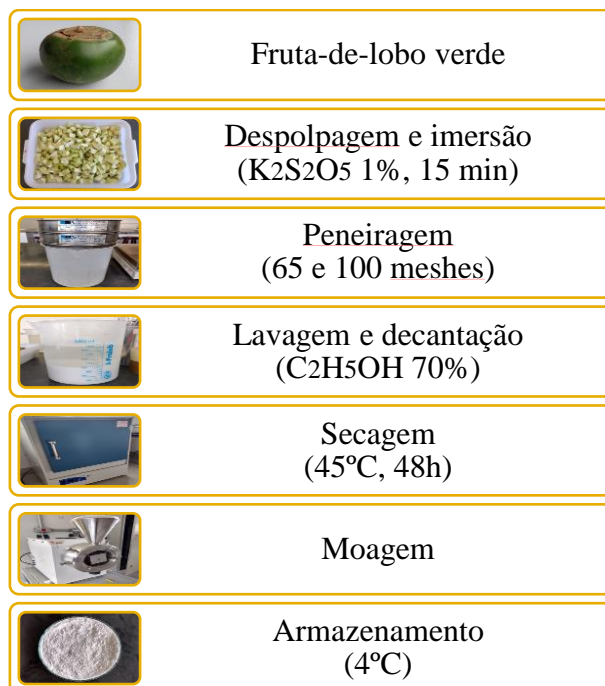 Fruta-de-lobo verde
Despolpagem e imersão
(K2S2O5 1%, 15 min)
Peneiragem
(65 e 100 meshes)
Lavagem e decantação
(C2H5OH 70%)
Secagem
(45ºC, 48h)
Moagem
Armazenamento
(4ºC)